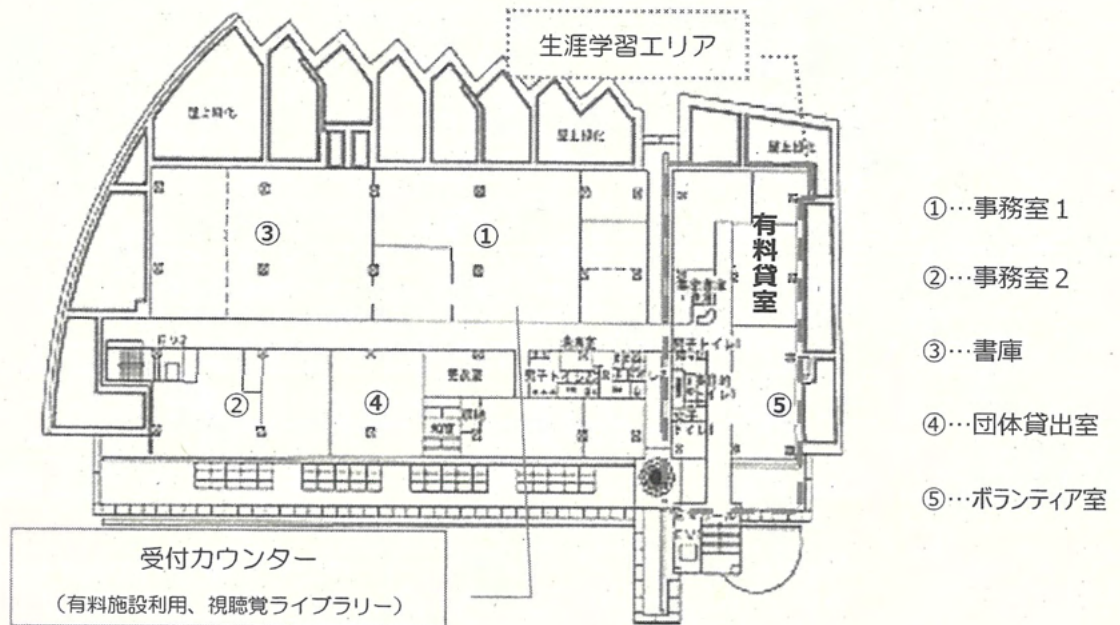 生涯学習エリア
屋上緑化
屋上緑化
屋上緑化
③
①
有料貸室
①…事務室1
②…事務室2
③…書庫
④…団体貸出室
⑤…ボランティア室
男子トイレ
更衣室
男子トイレ
②
④
⑤
受付カウンター
(有料施設利用、視聴覚ライブラリー)